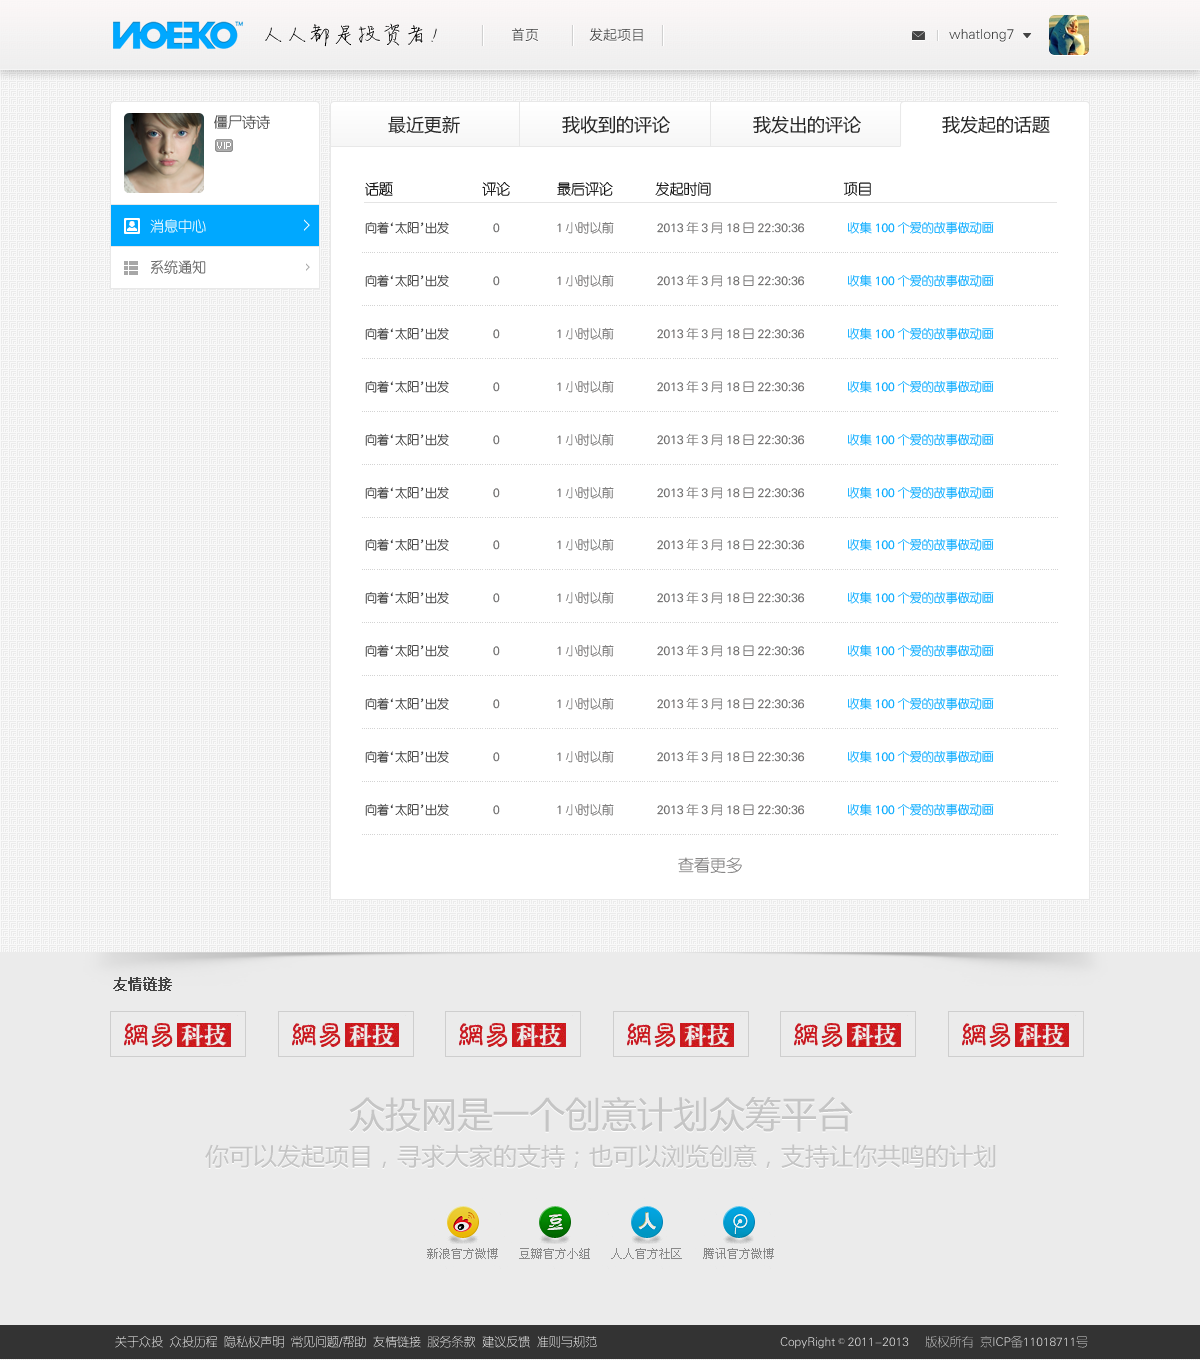 ИOEKO™ 人人都是投资者! 首页 发起项目 whatlong7
僵尸诗诗
VIP
消息中心
系统通知
最近更新 我收到的评论 我发出的评论 我发起的话题
话题 评论 最后评论 发起时间 项目
向着‘太阳’出发 0 1 小时以前 2013 年 3 月 18 日 22:30:36 收集 100 个爱的故事做动画
向着‘太阳’出发 0 1 小时以前 2013 年 3 月 18 日 22:30:36 收集 100 个爱的故事做动画
向着‘太阳’出发 0 1 小时以前 2013 年 3 月 18 日 22:30:36 收集 100 个爱的故事做动画
向着‘太阳’出发 0 1 小时以前 2013 年 3 月 18 日 22:30:36 收集 100 个爱的故事做动画
向着‘太阳’出发 0 1 小时以前 2013 年 3 月 18 日 22:30:36 收集 100 个爱的故事做动画
向着‘太阳’出发 0 1 小时以前 2013 年 3 月 18 日 22:30:36 收集 100 个爱的故事做动画
向着‘太阳’出发 0 1 小时以前 2013 年 3 月 18 日 22:30:36 收集 100 个爱的故事做动画
向着‘太阳’出发 0 1 小时以前 2013 年 3 月 18 日 22:30:36 收集 100 个爱的故事做动画
向着‘太阳’出发 0 1 小时以前 2013 年 3 月 18 日 22:30:36 收集 100 个爱的故事做动画
向着‘太阳’出发 0 1 小时以前 2013 年 3 月 18 日 22:30:36 收集 100 个爱的故事做动画
向着‘太阳’出发 0 1 小时以前 2013 年 3 月 18 日 22:30:36 收集 100 个爱的故事做动画
向着‘太阳’出发 0 1 小时以前 2013 年 3 月 18 日 22:30:36 收集 100 个爱的故事做动画
查看更多
友情链接
網易科技 網易科技 網易科技 網易科技 網易科技 網易科技
众投网是一个创意计划众筹平台
你可以发起项目，寻求大家的支持；也可以浏览创意，支持让你共鸣的计划
豆 人
新浪官方微博 豆瓣官方小组 人人官方社区 腾讯官方微博
关于众投 众投历程 隐私权声明 常见问题/帮助 友情链接 服务条款 建议反馈 准则与规范 CopyRight © 2011-2013 版权所有 京ICP备11018711号